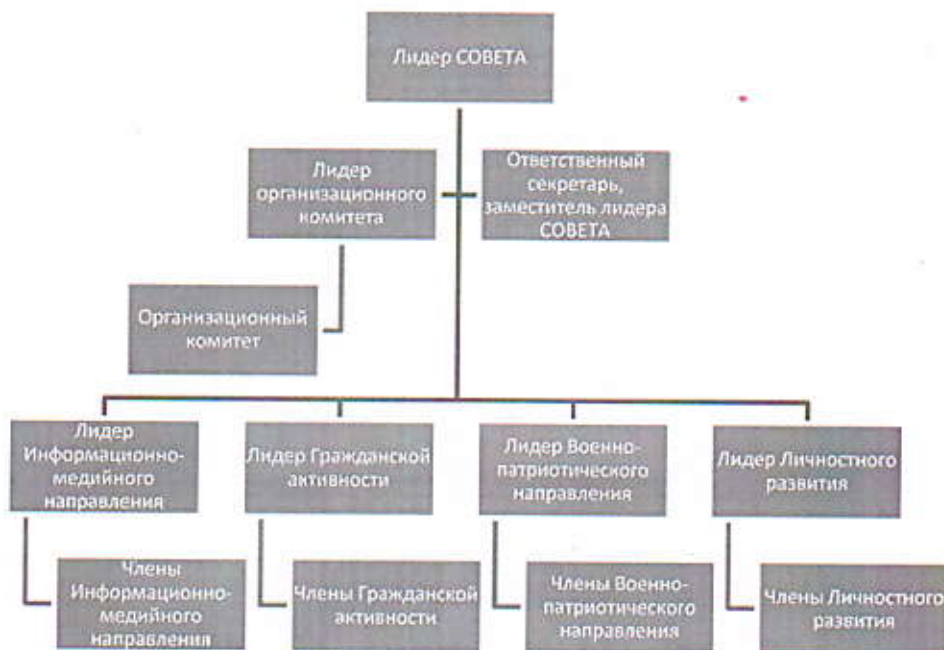 Лидер СОВЕТА
Лидер
организационного
комитета
Ответственный
секретарь,
заместитель лидера
СОВЕТА
Организационный
комитет
Лидер
Информационно-
медийного
направления
Лидер Гражданской
активности
Лидер Военно-
патриотического
направления
Лидер Личностного
развития
Члены
Информационно-
медийного
направления
Члены Гражданской
активности
Члены Военно-
патриотического
направления
Члены Личностного
развития